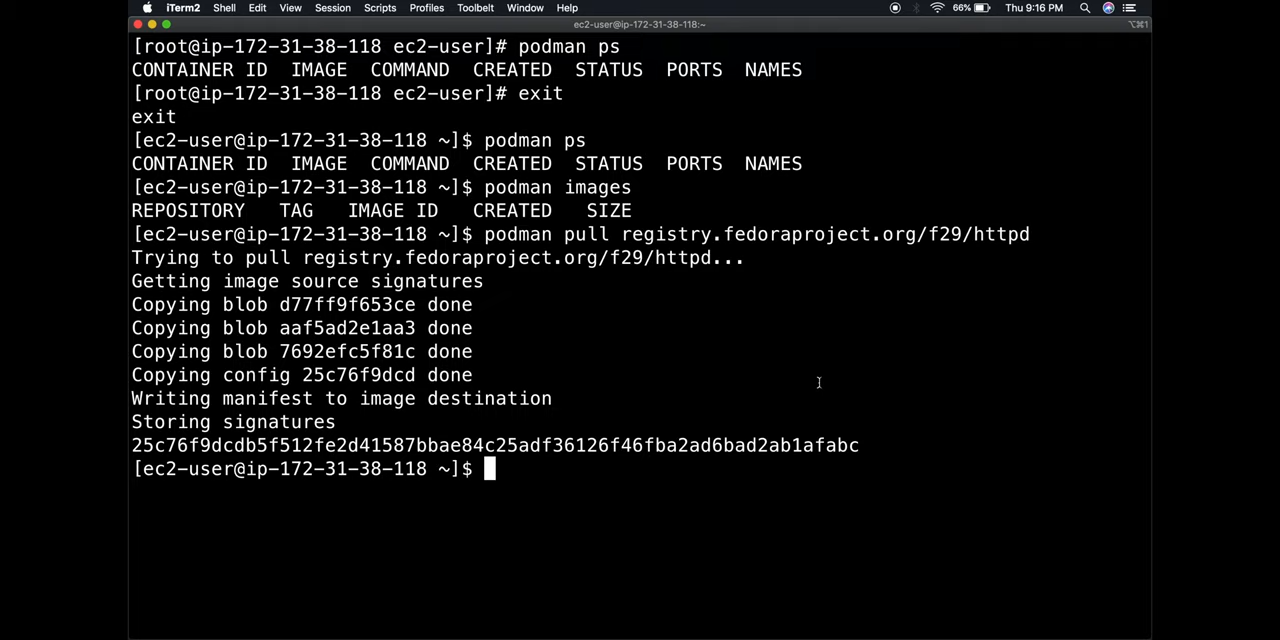 iTerm2 Shell Edit View Session Scripts Profiles Toolbelt Window Help 66% Thu 9:16 PM
ec2-user@ip-172-31-38-118:~ ⌥⌘1
[root@ip-172-31-38-118 ec2-user]# podman ps
CONTAINER ID IMAGE COMMAND CREATED STATUS PORTS NAMES
[root@ip-172-31-38-118 ec2-user]# exit
exit
[ec2-user@ip-172-31-38-118 ~]$ podman ps
CONTAINER ID IMAGE COMMAND CREATED STATUS PORTS NAMES
[ec2-user@ip-172-31-38-118 ~]$ podman images
REPOSITORY TAG IMAGE ID CREATED SIZE
[ec2-user@ip-172-31-38-118 ~]$ podman pull registry.fedoraproject.org/f29/httpd
Trying to pull registry.fedoraproject.org/f29/httpd...
Getting image source signatures
Copying blob d77ff9f653ce done
Copying blob aaf5ad2e1aa3 done
Copying blob 7692efc5f81c done
Copying config 25c76f9dcd done
Writing manifest to image destination
Storing signatures
25c76f9dcdb5f512fe2d41587bbae84c25adf36126f46fba2ad6bad2ab1afabc
[ec2-user@ip-172-31-38-118 ~]$